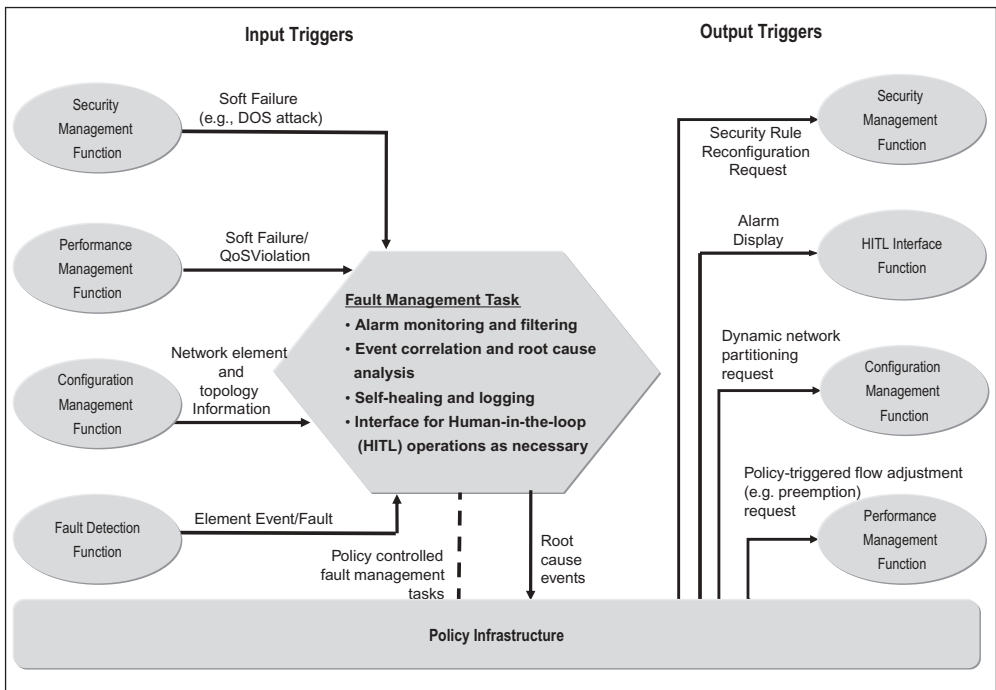 Input Triggers
Output Triggers
Security
Management
Function
Soft Failure
(e.g., DOS attack)
Performance
Management
Function
Soft Failure/
QoSViolation
Configuration
Management
Function
Network element
and
topology
Information
Fault Detection
Function
Element Event/Fault
Fault Management Task
• Alarm monitoring and filtering
• Event correlation and root cause
analysis
• Self-healing and logging
• Interface for Human-in-the-loop
(HITL) operations as necessary
Policy controlled
fault management
tasks
Root
cause
events
Security Rule
Reconfiguration
Request
Security
Management
Function
Alarm
Display
HITL Interface
Function
Dynamic network
partitioning
request
Configuration
Management
Function
Policy-triggered flow adjustment
(e.g. preemption)
request
Performance
Management
Function
Policy Infrastructure